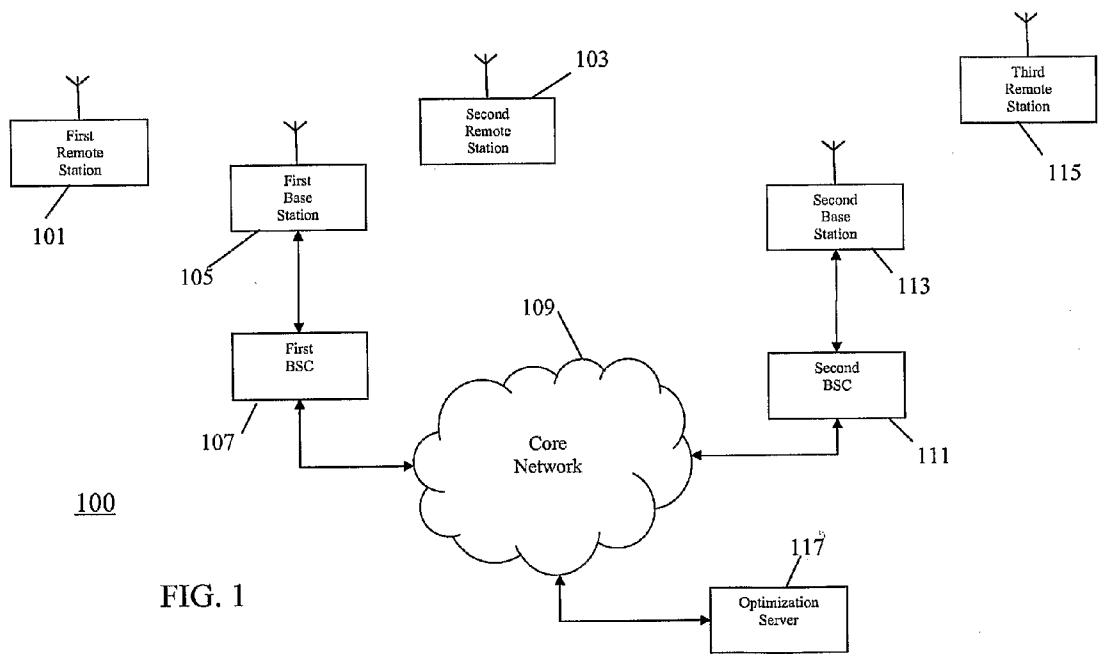 103
Third
Remote
Station
115
Second
Remote
Station
First
Remote
Station
101
First
Base
Station
105
Second
Base
Station
113
109
First
BSC
107
Second
BSC
111
Core
Network
100
117
FIG. 1
Optimization
Server